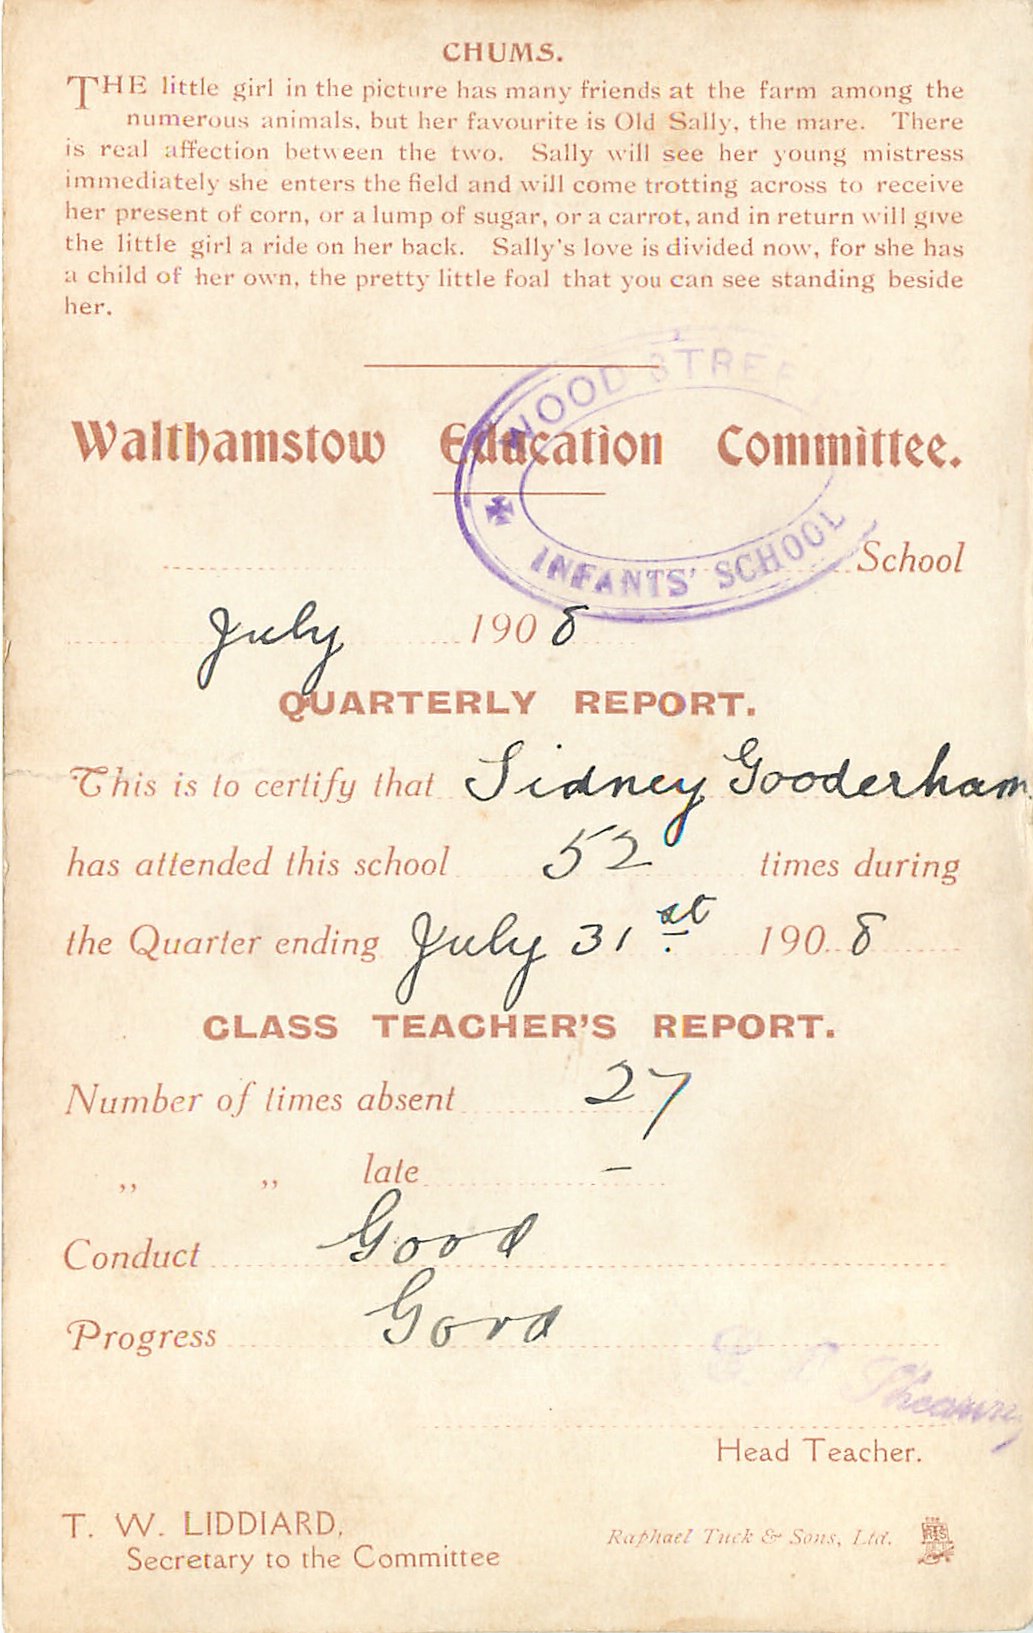 CHUMS.
THE little girl in the picture has many friends at the farm among the
numerous animals, but her favourite is Old Sally, the mare. There
is real affection between the two. Sally will see her young mistress
immediately she enters the field and will come trotting across to receive
her present of corn, or a lump of sugar, or a carrot, and in return will give
the little girl a ride on her back. Sally's love is divided now, for she has
a child of her own, the pretty little foal that you can see standing beside
her.
WOOD STREE
Walthamstow Education Committee.
INFANTS' SCHOOL
School
July 1908
QUARTERLY REPORT.
This is to certify that Sidney Gooderham
has attended this school 52 times during
the Quarter ending July 31st 1908
CLASS TEACHER'S REPORT.
Number of times absent 27
„ „ late –
Conduct Good
Progress Good
Head Teacher.
T. W. LIDDIARD,
Secretary to the Committee
Raphael Tuck & Sons, Ltd.